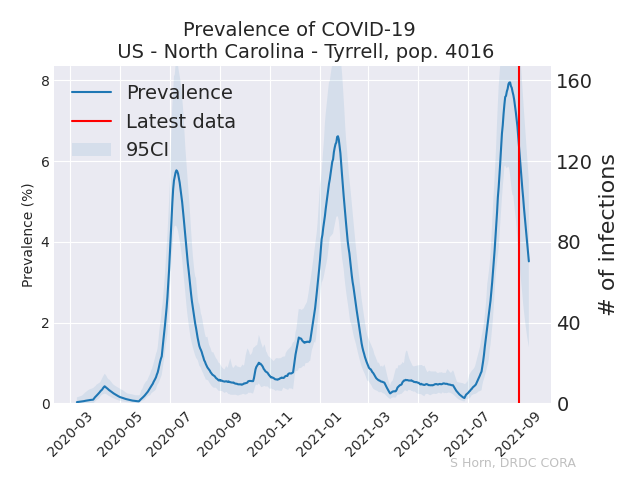 Prevalence of COVID-19
US - North Carolina - Tyrrell, pop. 4016
Prevalence
Latest data
95CI
Prevalence (%)
8
6
4
2
0
160
120
80
40
0
# of infections
2020-03
2020-05
2020-07
2020-09
2020-11
2021-01
2021-03
2021-05
2021-07
2021-09
S Horn, DRDC CORA